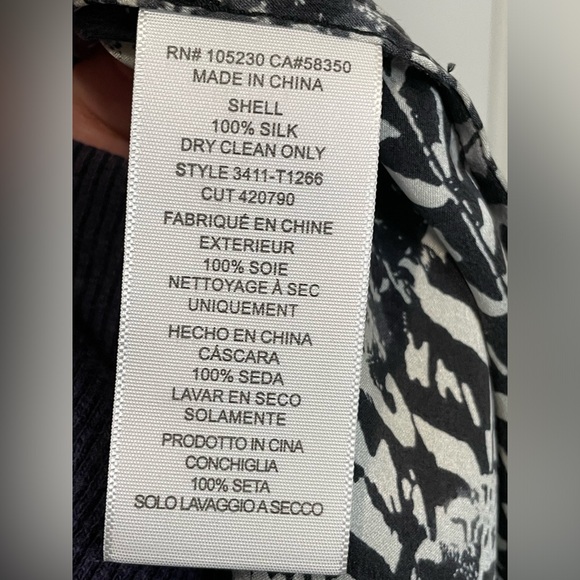 RN# 105230 CA#58350
MADE IN CHINA
SHELL
100% SILK
DRY CLEAN ONLY
STYLE 3411-T1266
CUT 420790
FABRIQUÉ EN CHINE
EXTERIEUR
100% SOIE
NETTOYAGE À SEC
UNIQUEMENT
HECHO EN CHINA
CÁSCARA
100% SEDA
LAVAR EN SECO
SOLAMENTE
PRODOTTO IN CINA
CONCHIGLIA
100% SETA
SOLO LAVAGGIO A SECCO